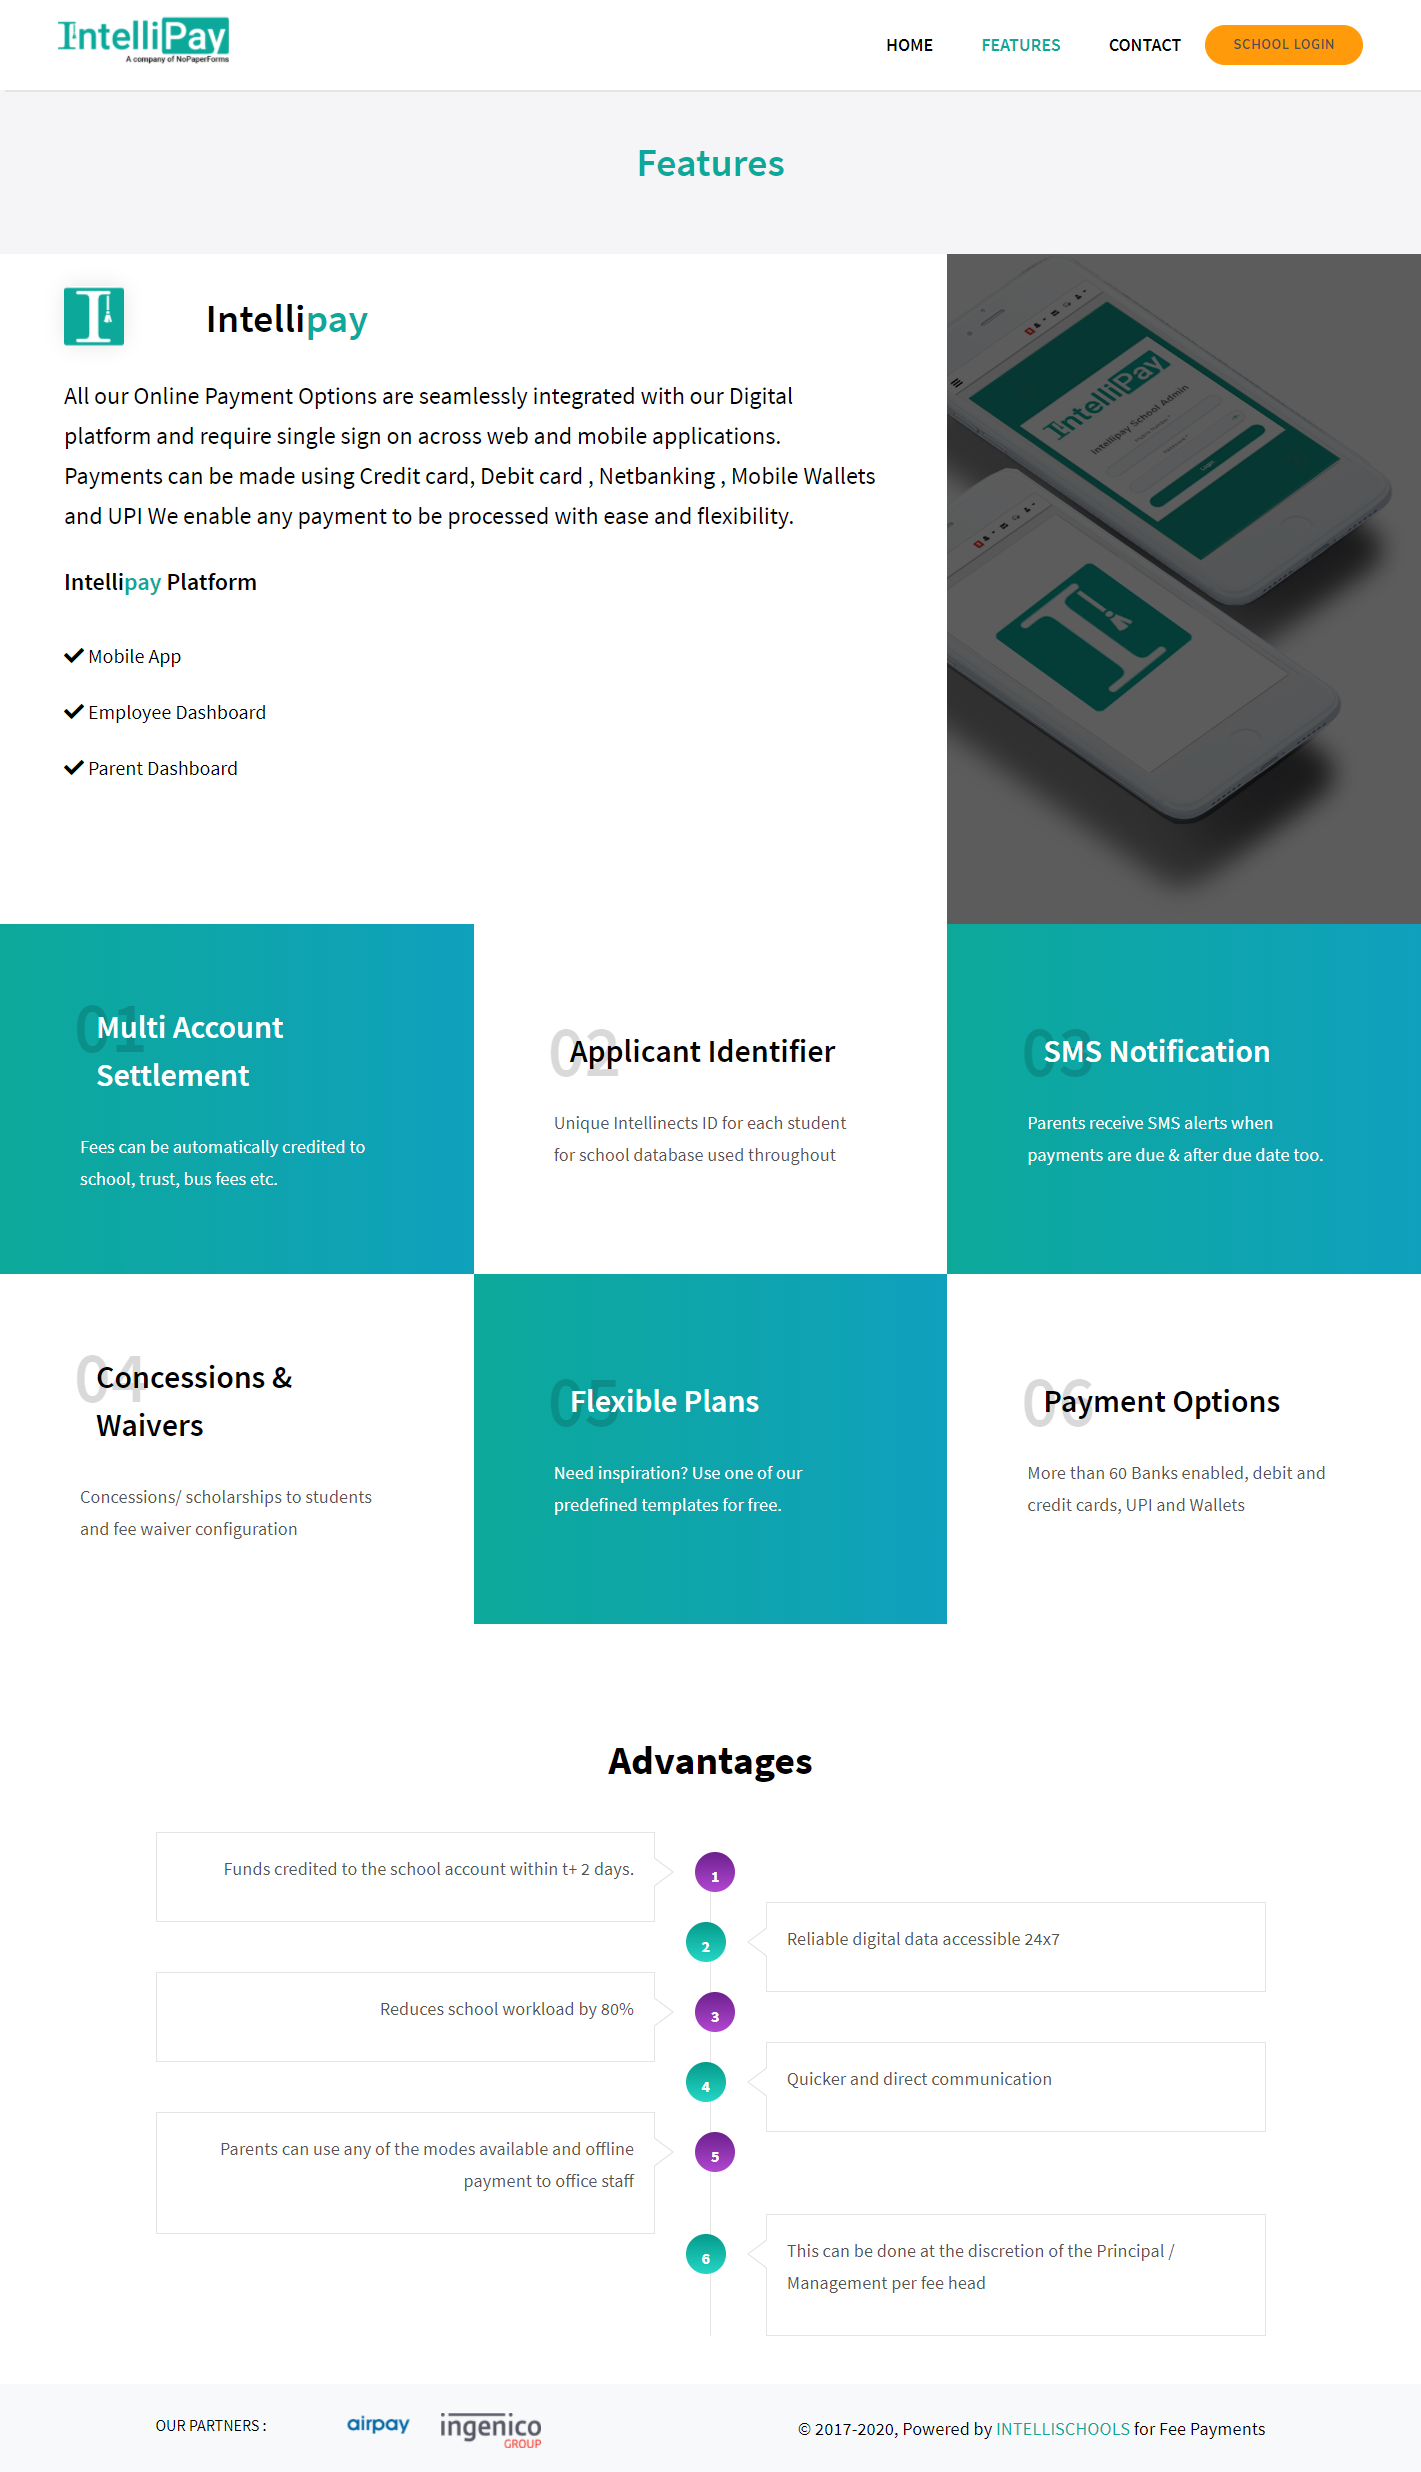 IntelliPay
A company of NoPaperForms
HOME
FEATURES
CONTACT
SCHOOL LOGIN
Features
Intellipay
All our Online Payment Options are seamlessly integrated with our Digital
platform and require single sign on across web and mobile applications.
Payments can be made using Credit card, Debit card , Netbanking , Mobile Wallets
and UPI We enable any payment to be processed with ease and flexibility.
Intellipay Platform
Mobile App
Employee Dashboard
Parent Dashboard
IntelliPay
Intellipay School Admin
Login
01
Multi Account
Settlement
Fees can be automatically credited to
school, trust, bus fees etc.
02
Applicant Identifier
Unique Intellinects ID for each student
for school database used throughout
03
SMS Notification
Parents receive SMS alerts when
payments are due & after due date too.
04
Concessions &
Waivers
Concessions/ scholarships to students
and fee waiver configuration
05
Flexible Plans
Need inspiration? Use one of our
predefined templates for free.
06
Payment Options
More than 60 Banks enabled, debit and
credit cards, UPI and Wallets
Advantages
Funds credited to the school account within t+ 2 days.
1
2
Reliable digital data accessible 24x7
Reduces school workload by 80%
3
4
Quicker and direct communication
Parents can use any of the modes available and offline
payment to office staff
5
6
This can be done at the discretion of the Principal /
Management per fee head
OUR PARTNERS :
airpay
ingenico
GROUP
© 2017-2020, Powered by INTELLISCHOOLS for Fee Payments